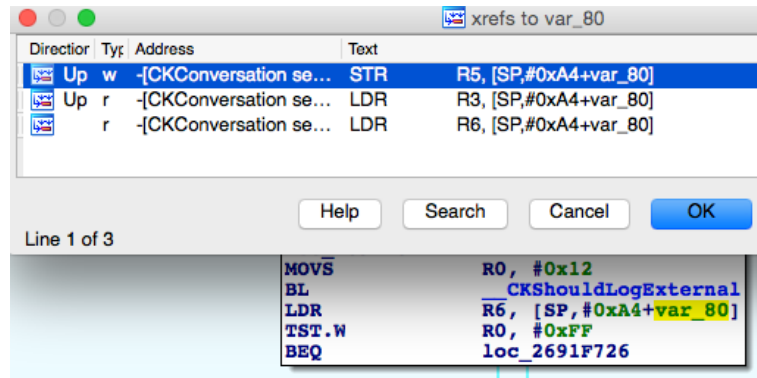 xrefs to var_80
Direction Typ Address Text
Up w -[CKConversation se... STR R5, [SP,#0xA4+var_80]
Up r -[CKConversation se... LDR R3, [SP,#0xA4+var_80]
r -[CKConversation se... LDR R6, [SP,#0xA4+var_80]
Help Search Cancel OK
Line 1 of 3
MOVS R0, #0x12
BL __CKShouldLogExternal
LDR R6, [SP,#0xA4+var_80]
TST.W R0, #0xFF
BEQ loc_2691F726